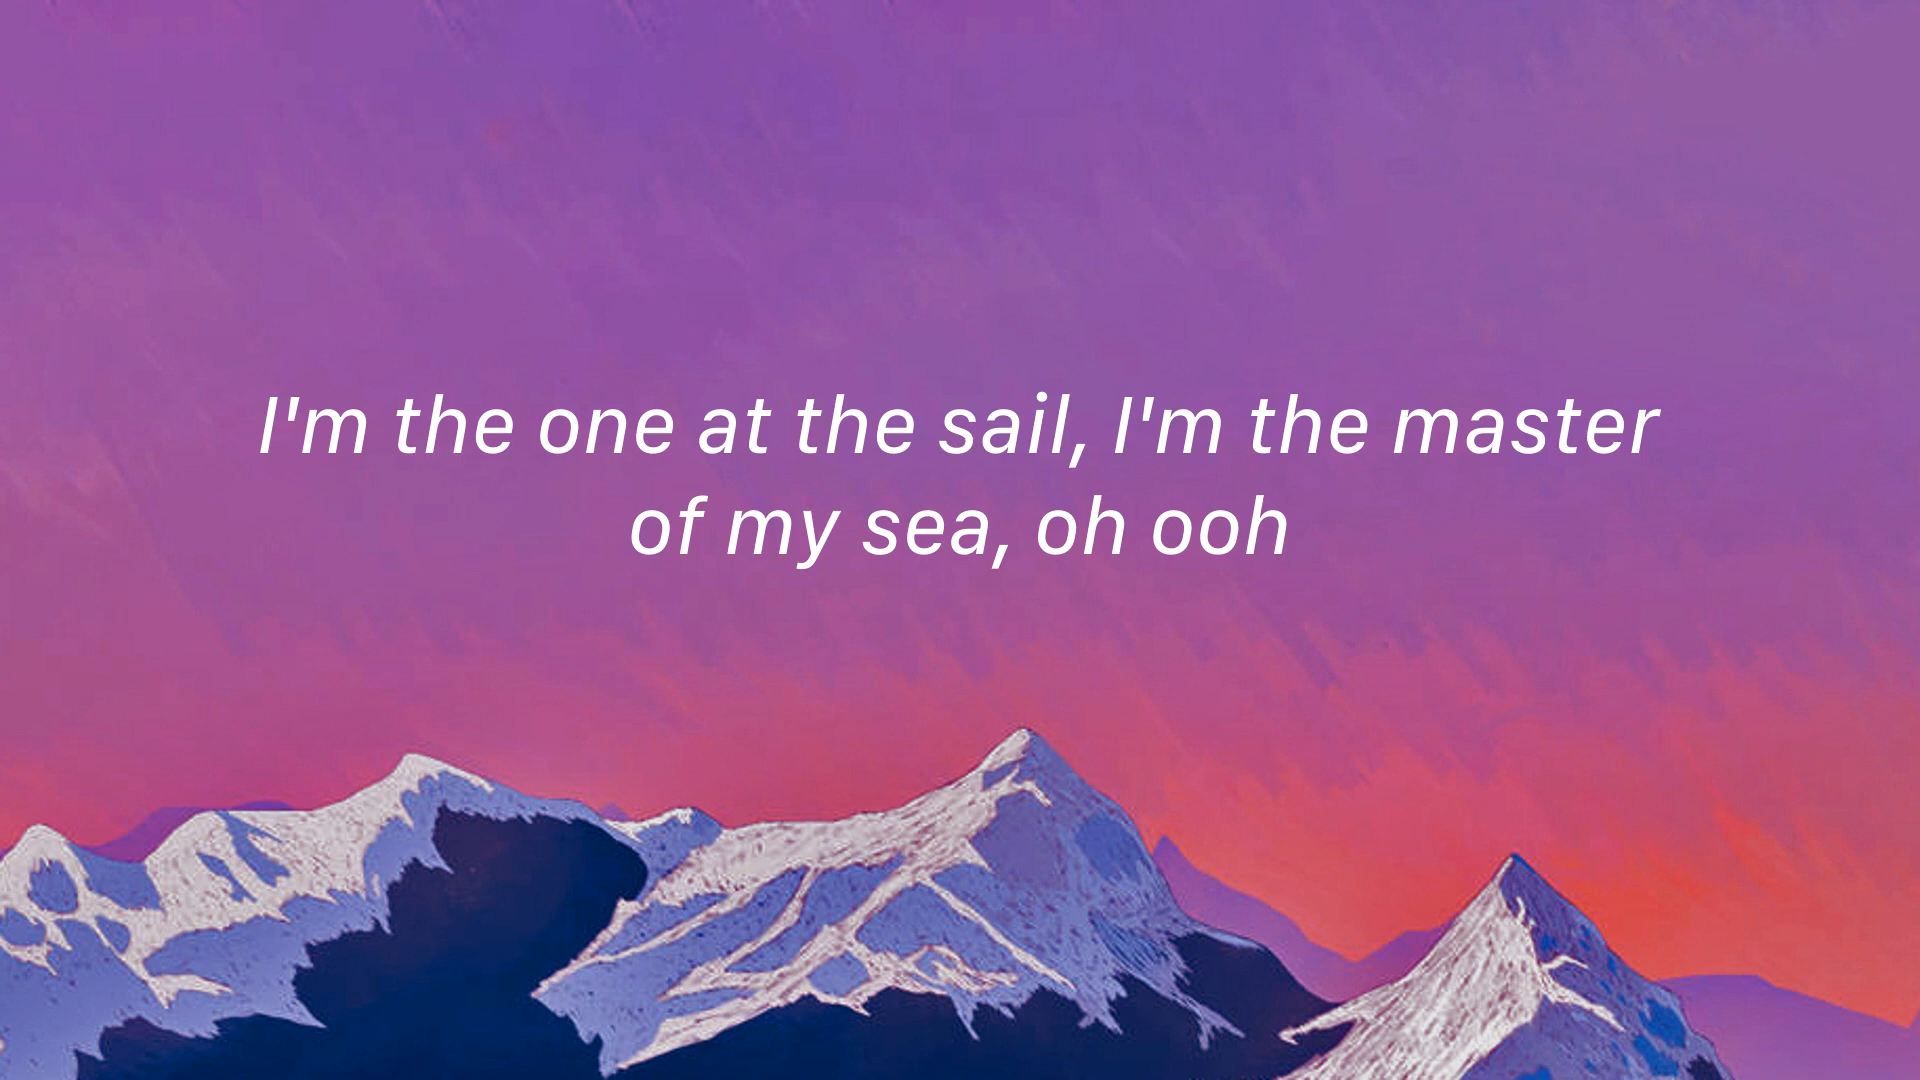 I'm the one at the sail, I'm the master
of my sea, oh ooh